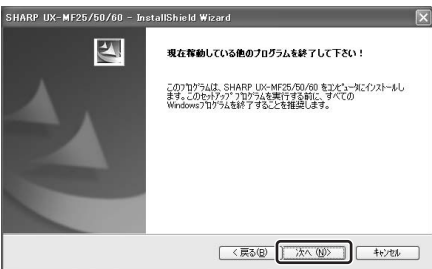 SHARP UX-MF25/50/60 - InstallShield Wizard
現在稼動している他のプログラムを終了して下さい！
このプログラムは、SHARP UX-MF25/50/60 をコンピュータにインストールし
ます。このセットアップ プログラムを実行する前に、すべての
Windowsプログラムを終了することを推奨します。
< 戻る(B)
次へ (N)>
キャンセル